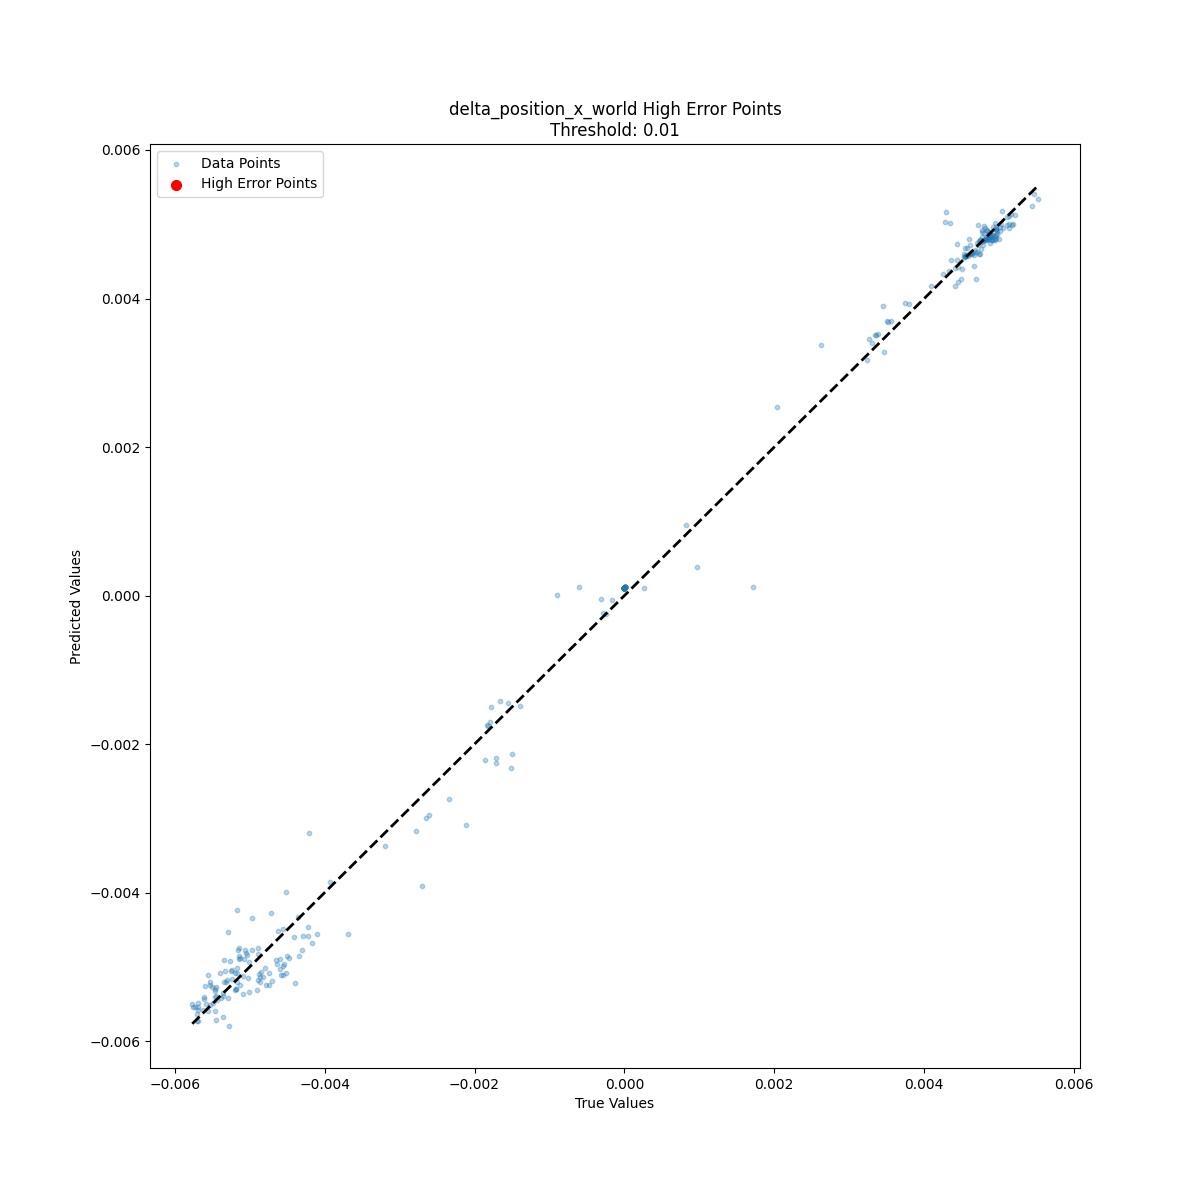 delta_position_x_world High Error Points
Threshold: 0.01
Data Points
High Error Points
0.006
0.004
0.002
0.000
−0.002
−0.004
−0.006
Predicted Values
−0.006
−0.004
−0.002
0.000
0.002
0.004
0.006
True Values